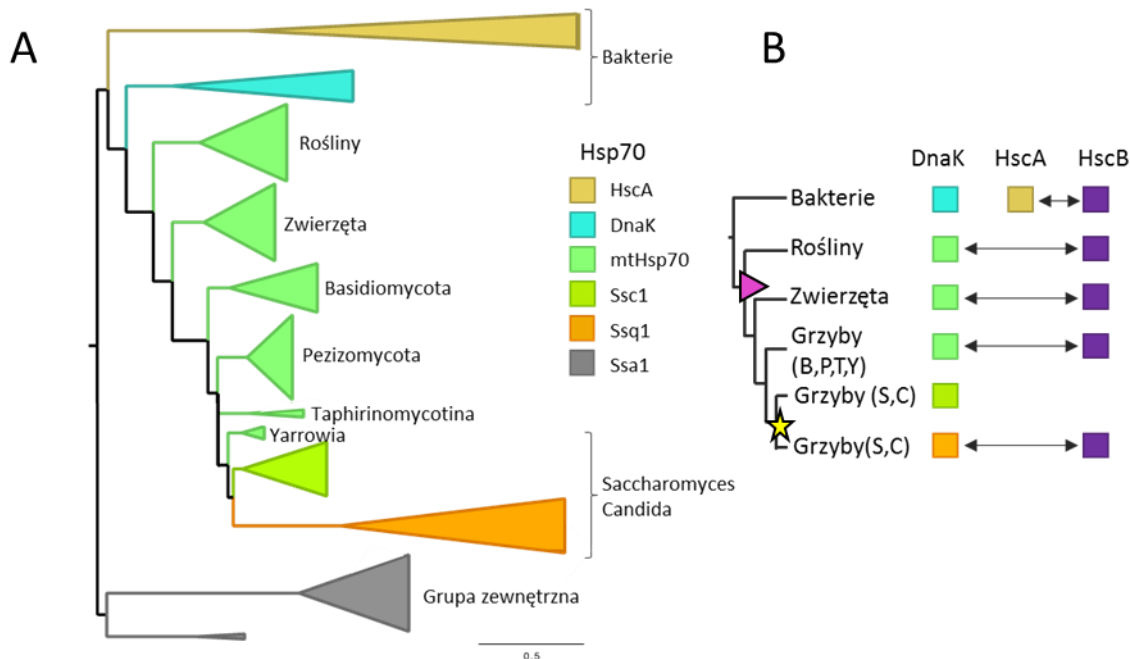 A
Bakterie
Rośliny
Zwierzęta
Basidiomycota
Pezizomycota
Taphirinomycotina
Yarrowia
Saccharomyces
Candida
Grupa zewnętrzna
0.5
Hsp70
HscA
DnaK
mtHsp70
Ssc1
Ssq1
Ssa1
B
DnaK HscA HscB
Bakterie
Rośliny
Zwierzęta
Grzyby
(B,P,T,Y)
Grzyby (S,C)
Grzyby(S,C)